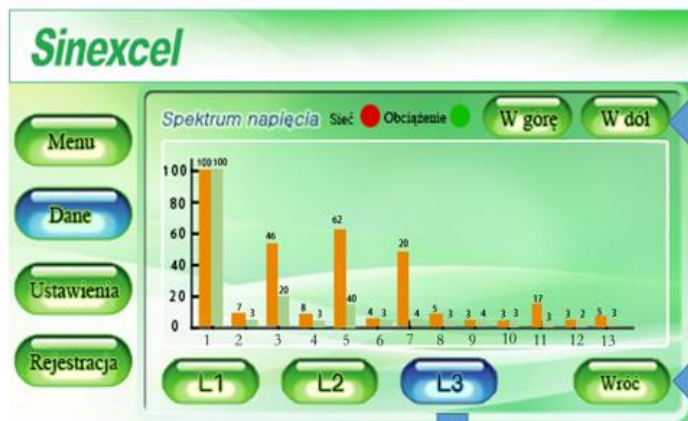 Sinexcel
Spektrum napięcia Sieć Obciążenie W górę W dół
Menu
Dane
Ustawienia
Rejestracja
100
80
60
40
20
0
100 100
7 3
46 20
8 3
62 40
4 3
20 4
5 3
3 4
3 3
17 3
3 2
5 3
1 2 3 4 5 6 7 8 9 10 11 12 13
L1 L2 L3 Wróć